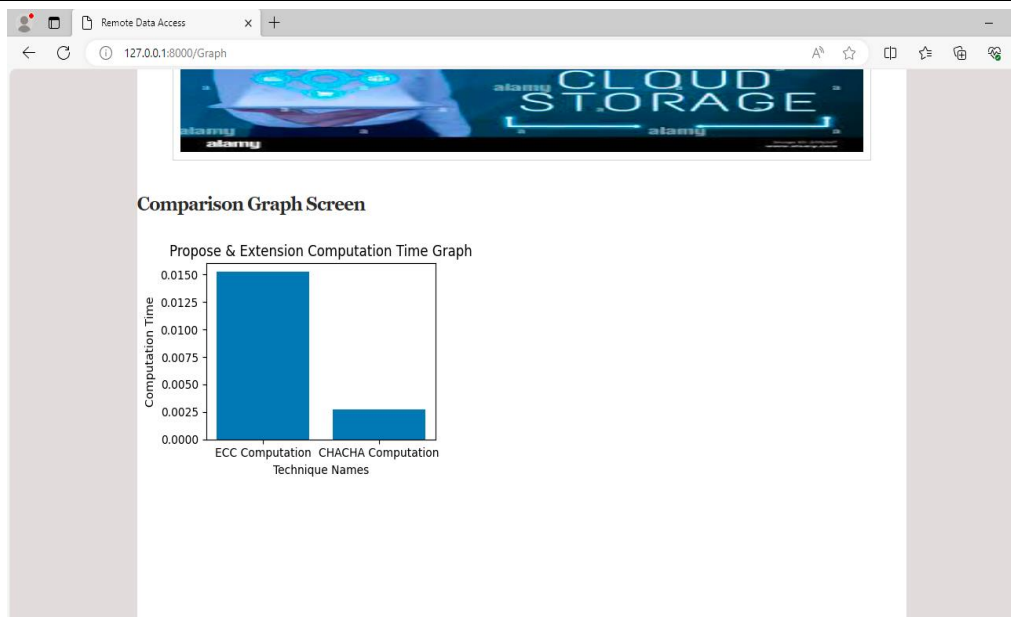 Remote Data Access
127.0.0.1:8000/Graph
alamy CLOUD
STORAGE
alamy alamy
alamy
Comparison Graph Screen
Propose & Extension Computation Time Graph
0.0150
0.0125
0.0100
0.0075
0.0050
0.0025
0.0000
Computation Time
ECC Computation CHACHA Computation
Technique Names